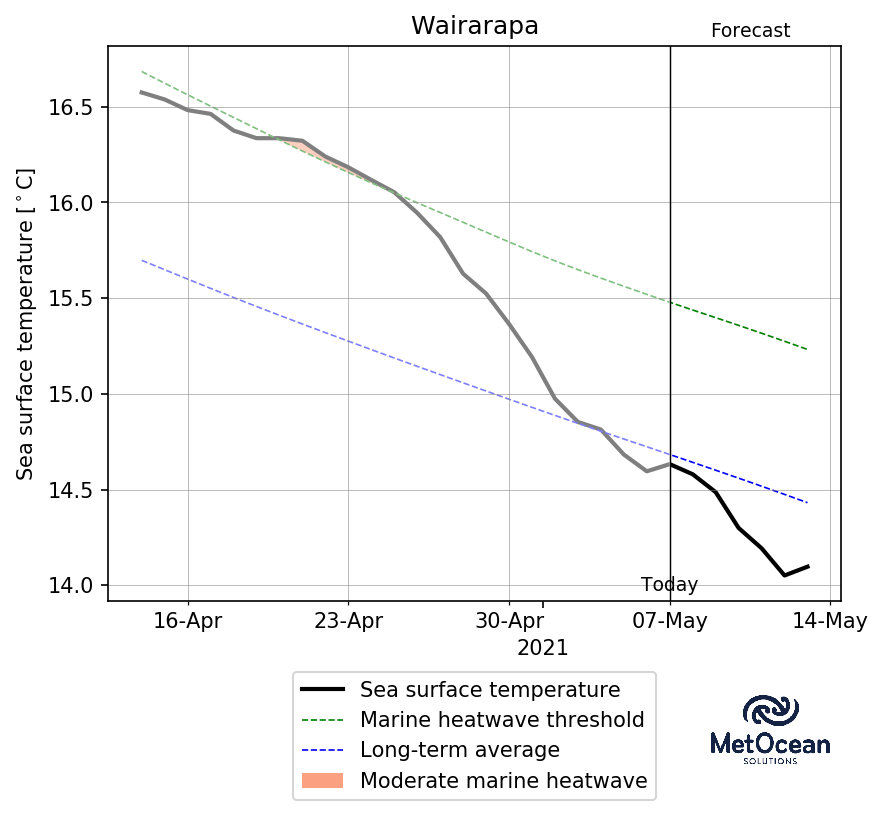 Wairarapa
Forecast
Sea surface temperature [°C]
16.5
16.0
15.5
15.0
14.5
14.0
Today
16-Apr
23-Apr
30-Apr
07-May
14-May
2021
Sea surface temperature
Marine heatwave threshold
Long-term average
Moderate marine heatwave
MetOcean
SOLUTIONS